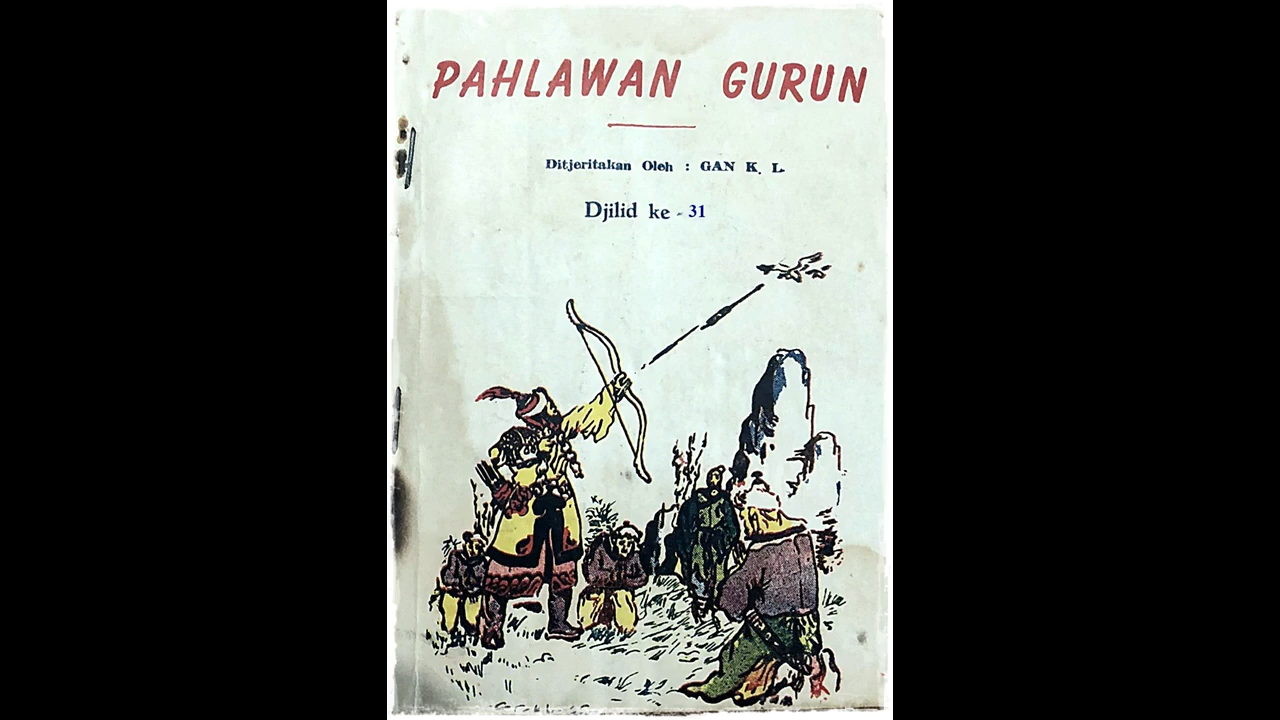 PAHLAWAN GURUN
Ditjeritakan Oleh : GAN K. L.
Djilid ke - 31